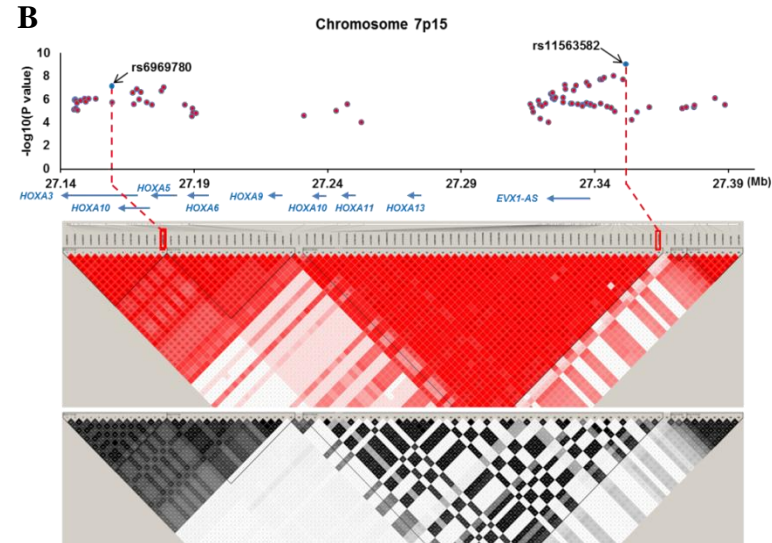 B
Chromosome 7p15
rs11563582
rs6969780
10
8
6
4
2
0
-log10(P value)
27.14 27.19 27.24 27.29 27.34 27.39 (Mb)
HOXA3 HOXA5 HOXA9 EVX1-AS
HOXA10 HOXA6 HOXA10 HOXA11 HOXA13